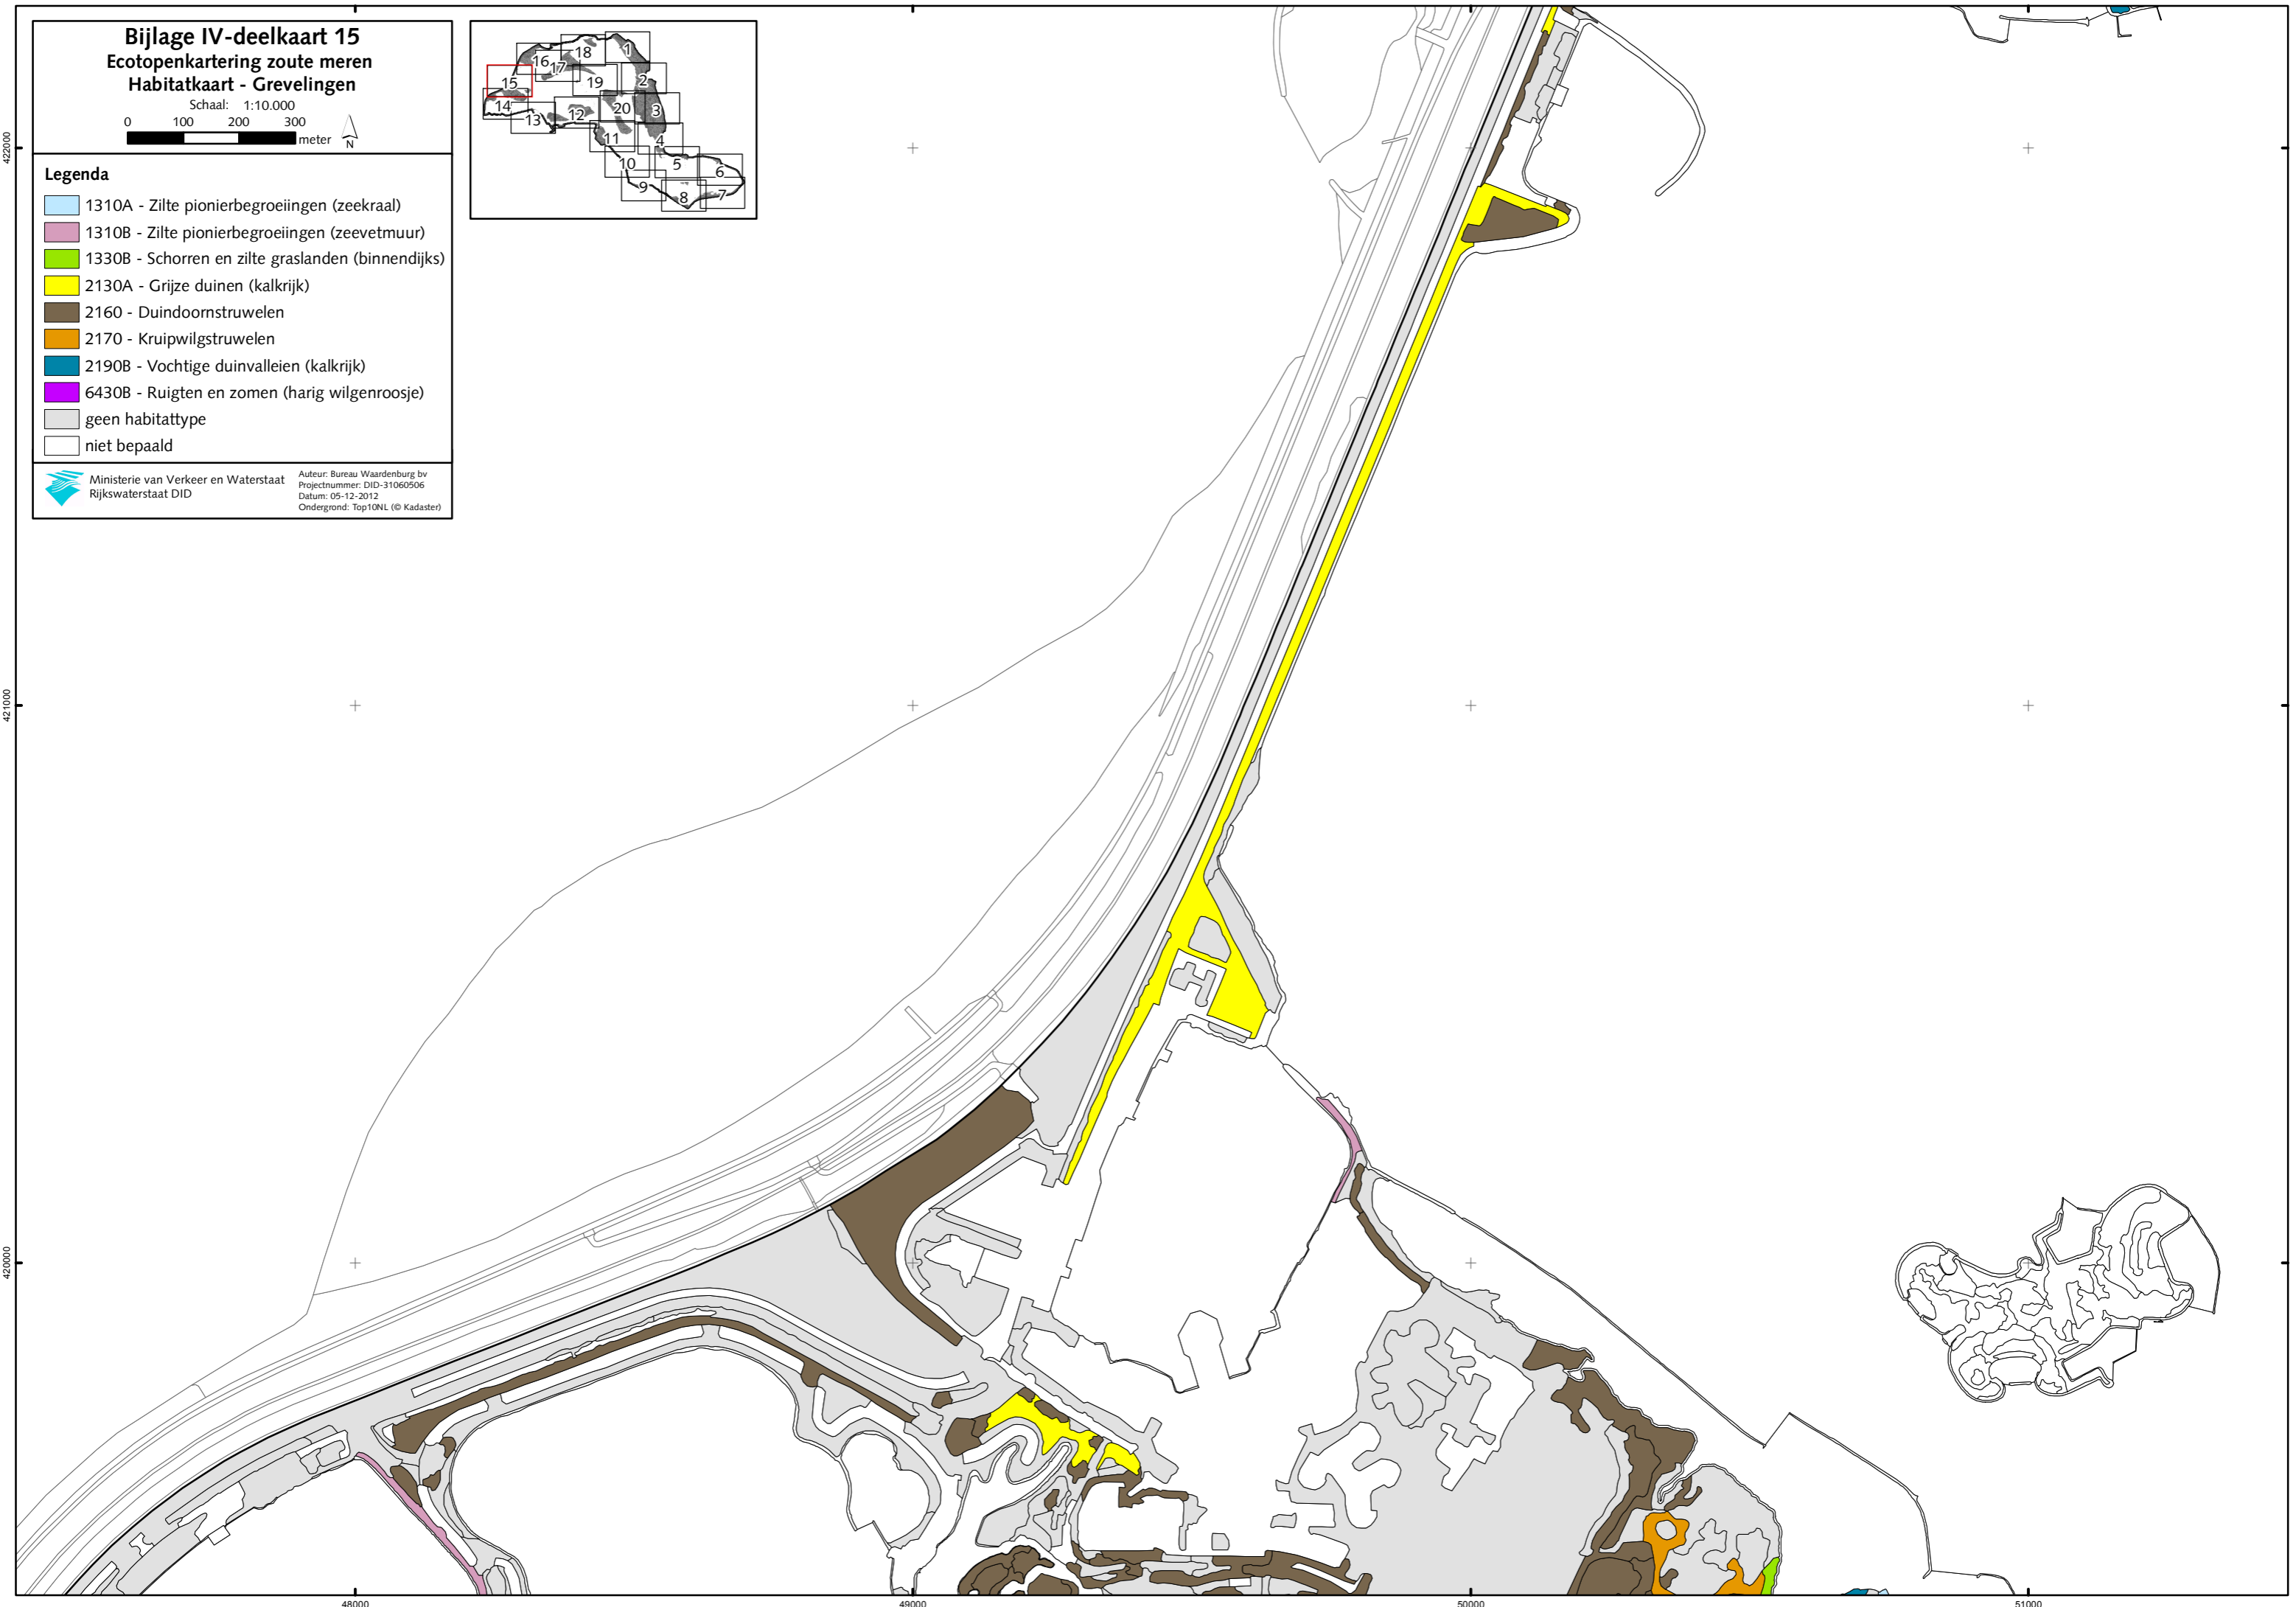 Bijlage IV-deelkaart 15
Ecotopenkartering zoute meren
Habitatkaart - Grevelingen
Schaal: 1:10.000
0 100 200 300
meter
N
Legenda
1310A - Zilte pionierbegroeiingen (zeekraal)
1310B - Zilte pionierbegroeiingen (zeevetmuur)
1330B - Schorren en zilte graslanden (binnendijks)
2130A - Grijze duinen (kalkrijk)
2160 - Duindoornstruwelen
2170 - Kruipwilgstruwelen
2190B - Vochtige duinvalleien (kalkrijk)
6430B - Ruigten en zomen (harig wilgenroosje)
geen habitattype
niet bepaald
Ministerie van Verkeer en Waterstaat
Rijkswaterstaat DID
Auteur: Bureau Waardenburg bv
Projectnummer: DID-31060506
Datum: 05-12-2012
Ondergrond: Top10NL (© Kadaster)
18 1
16 17
15 19 2
14 12 20 3
13 11 4
10 5 6
9 8 7
422000
421000
420000
48000 49000 50000 51000